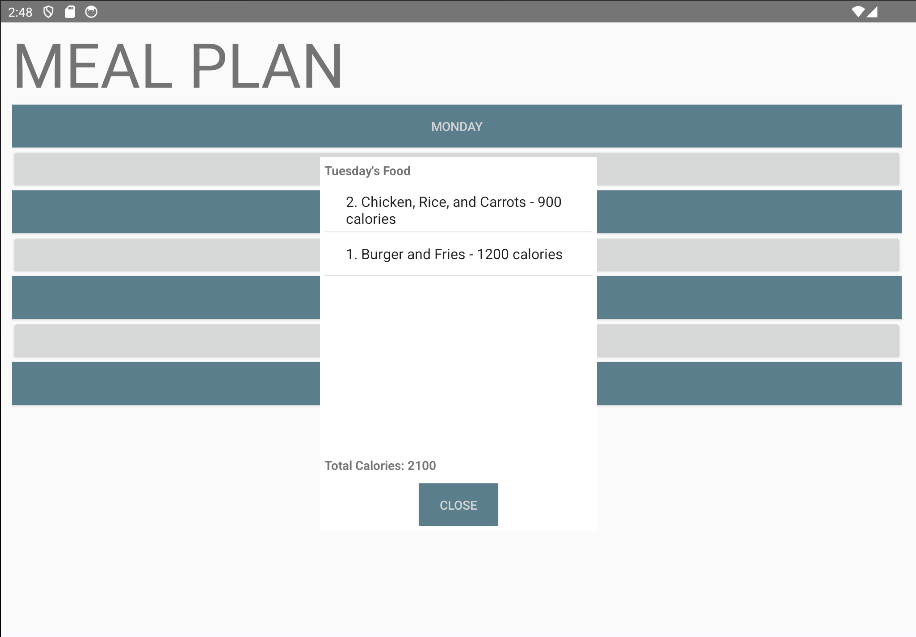 2:48
MEAL PLAN
MONDAY
Tuesday's Food
2. Chicken, Rice, and Carrots - 900
calories
1. Burger and Fries - 1200 calories
Total Calories: 2100
CLOSE